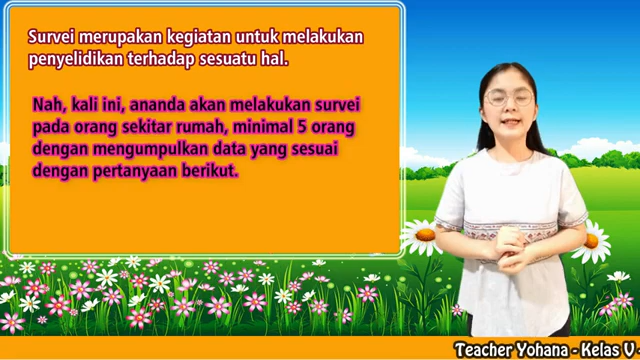 Survei merupakan kegiatan untuk melakukan
penyelidikan terhadap sesuatu hal.
Nah, kali ini, ananda akan melakukan survei
pada orang sekitar rumah, minimal 5 orang
dengan mengumpulkan data yang sesuai
dengan pertanyaan berikut.
Teacher Yohana - Kelas V